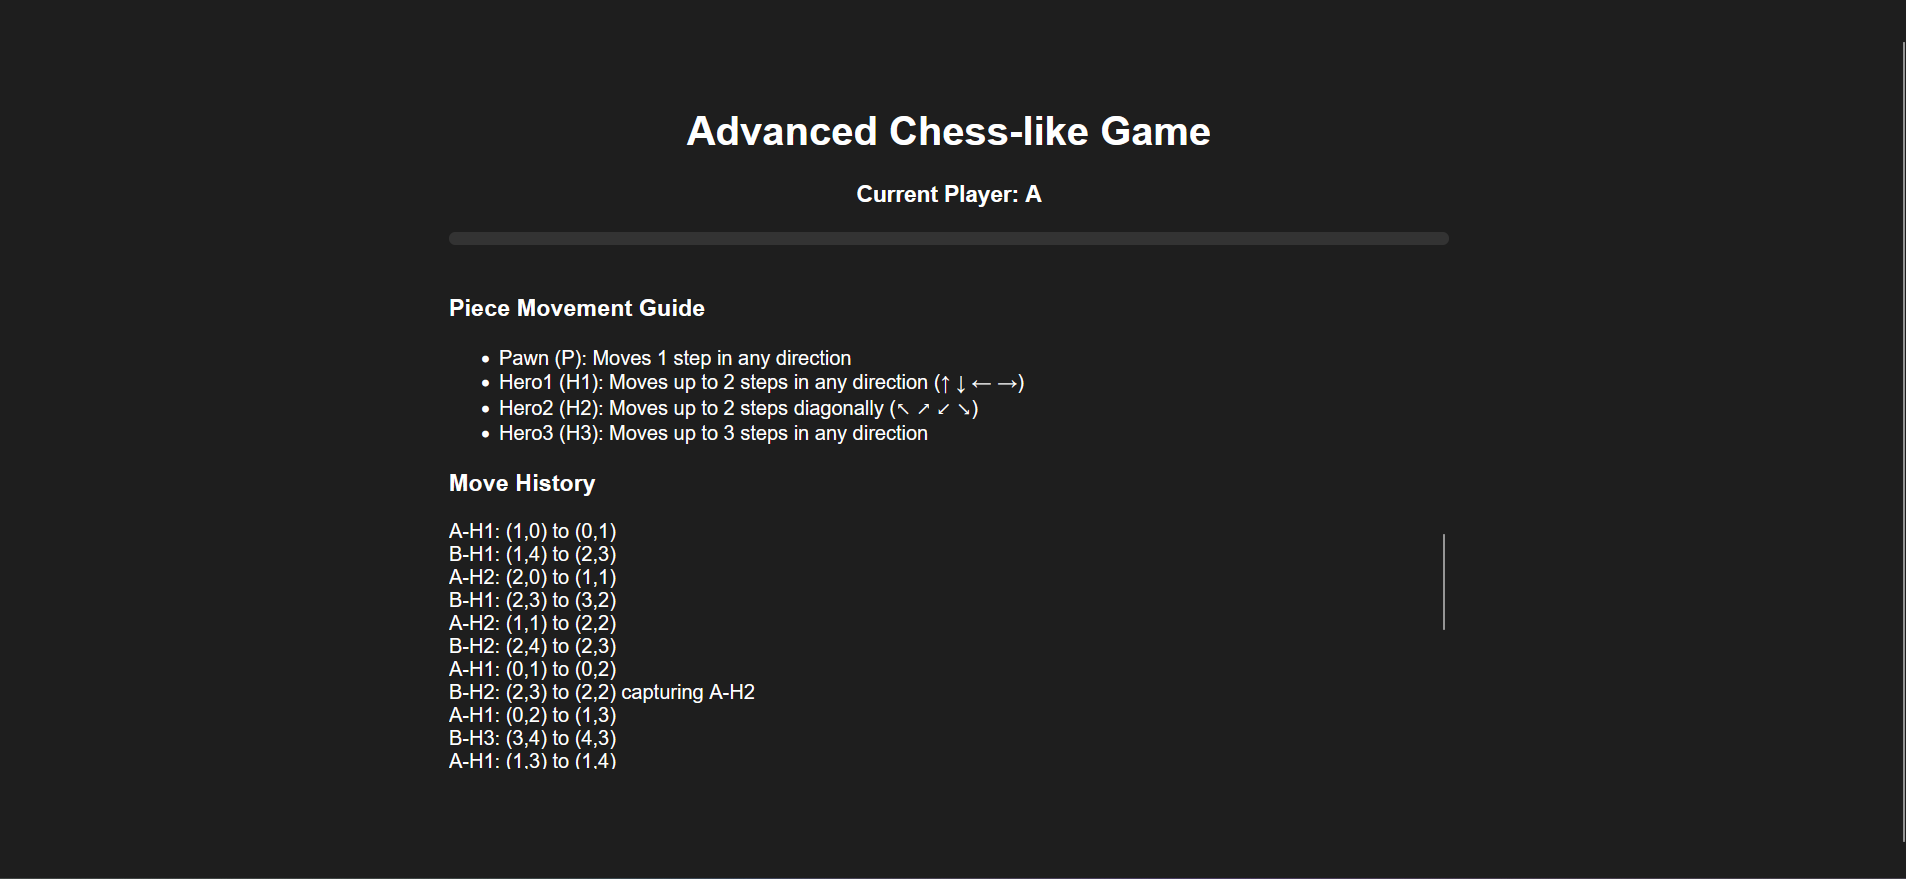 Advanced Chess-like Game
Current Player: A
Piece Movement Guide
• Pawn (P): Moves 1 step in any direction
• Hero1 (H1): Moves up to 2 steps in any direction (↑ ↓ ← →)
• Hero2 (H2): Moves up to 2 steps diagonally (↖ ↗ ↙ ↘)
• Hero3 (H3): Moves up to 3 steps in any direction
Move History
A-H1: (1,0) to (0,1)
B-H1: (1,4) to (2,3)
A-H2: (2,0) to (1,1)
B-H1: (2,3) to (3,2)
A-H2: (1,1) to (2,2)
B-H2: (2,4) to (2,3)
A-H1: (0,1) to (0,2)
B-H2: (2,3) to (2,2) capturing A-H2
A-H1: (0,2) to (1,3)
B-H3: (3,4) to (4,3)
A-H1: (1,3) to (1,4)